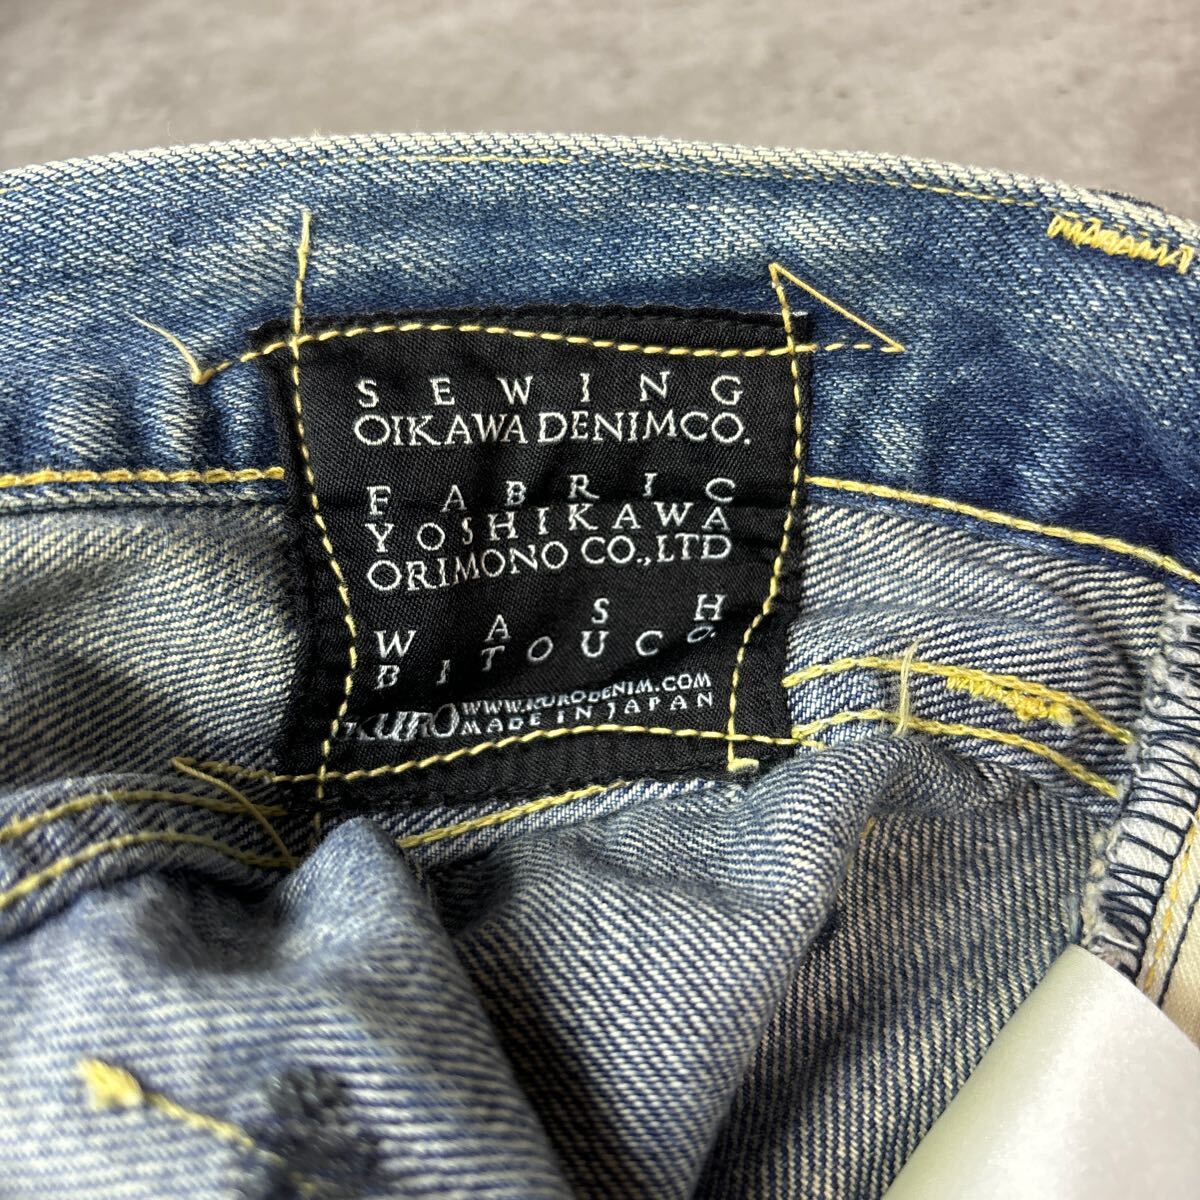 SEWING
OIKAWA DENIM CO.
FABRIC
YOSHIKAWA
ORIMONO CO.,LTD
WASH
BITOU CO.
KURO
WWW.KURODENIM.COM
MADE IN JAPAN